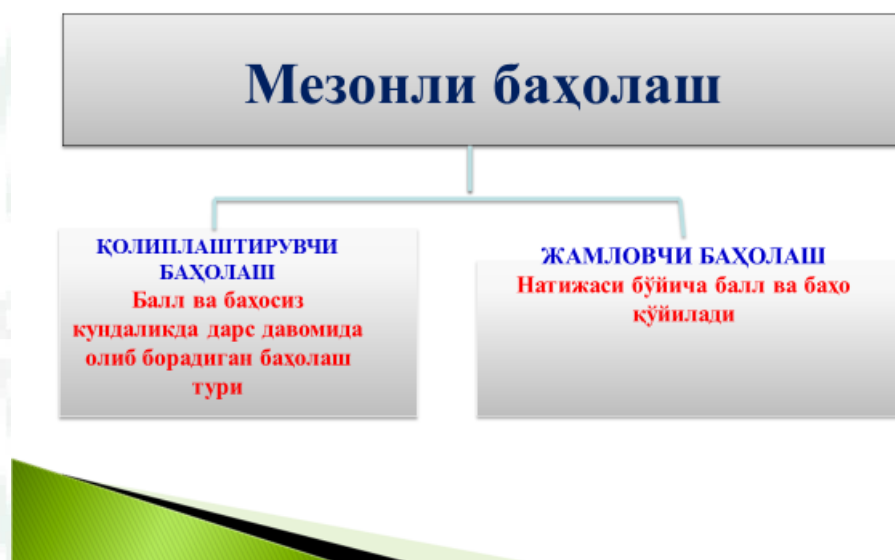 Мезонли баҳолаш
ҚОЛИПЛАШТИРУВЧИ
БАҲОЛАШ
Балл ва баҳосиз
кундаликда дарс давомида
олиб борадиган баҳолаш
тури
ЖАМЛОВЧИ БАҲОЛАШ
Натижаси бўйича балл ва баҳо
қўйилади